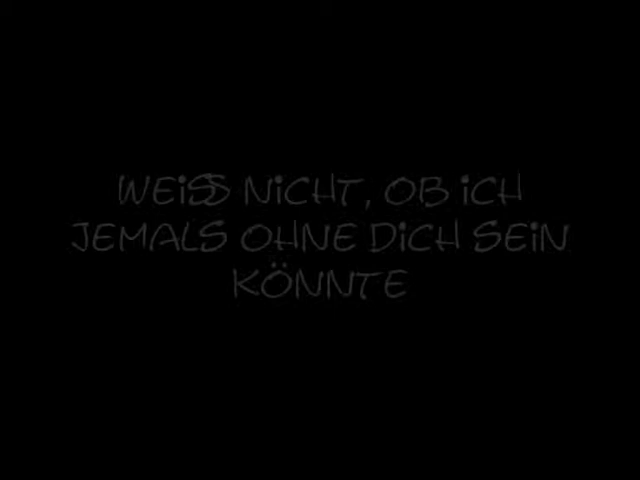 WEiSS NiCHT, OB iCH
JEMALS OHNE DiCH SEiN
KÖNNTE